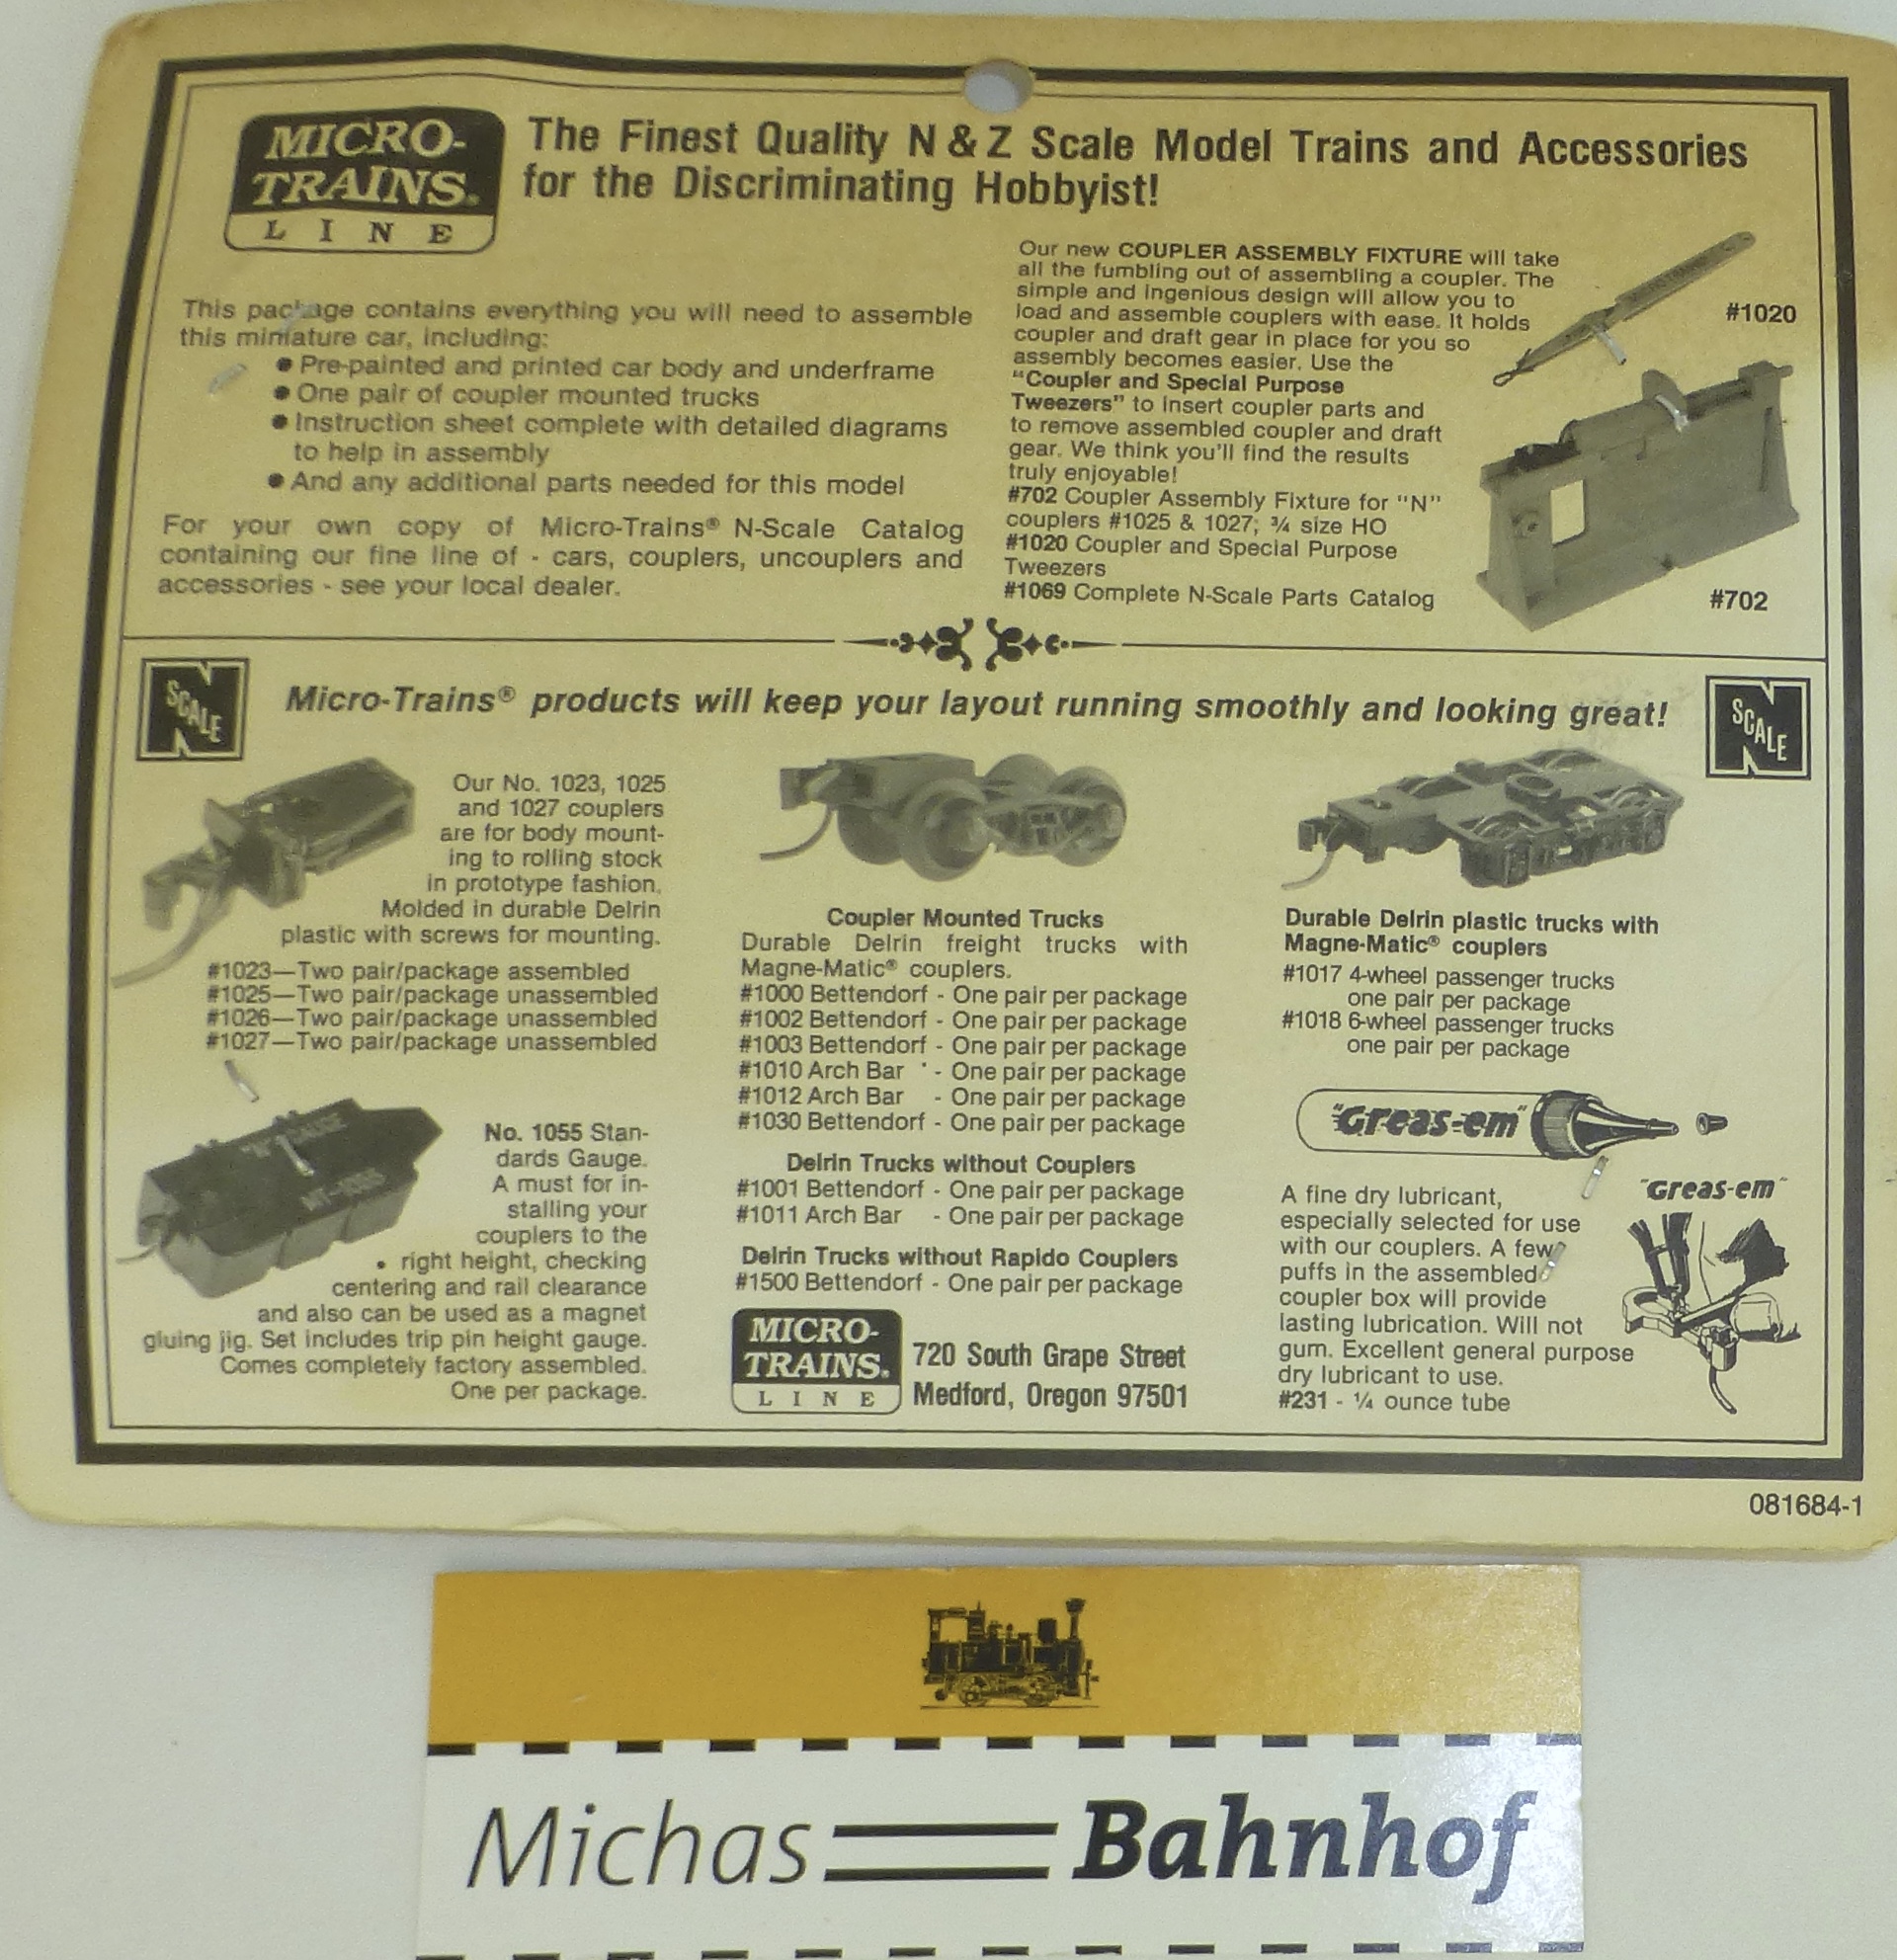 MICRO-
TRAINS®
LINE
The Finest Quality N & Z Scale Model Trains and Accessories
for the Discriminating Hobbyist!
This package contains everything you will need to assemble
this miniature car, including:
● Pre-painted and printed car body and underframe
● One pair of coupler mounted trucks
● Instruction sheet complete with detailed diagrams
to help in assembly
● And any additional parts needed for this model
For your own copy of Micro-Trains® N-Scale Catalog
containing our fine line of - cars, couplers, uncouplers and
accessories - see your local dealer.
Our new COUPLER ASSEMBLY FIXTURE will take
all the fumbling out of assembling a coupler. The
simple and ingenious design will allow you to
load and assemble couplers with ease. It holds
coupler and draft gear in place for you so
assembly becomes easier. Use the
"Coupler and Special Purpose
Tweezers" to insert coupler parts and
to remove assembled coupler and draft
gear. We think you'll find the results
truly enjoyable!
#702 Coupler Assembly Fixture for "N"
couplers #1025 & 1027; ¾ size HO
#1020 Coupler and Special Purpose
Tweezers
#1069 Complete N-Scale Parts Catalog
#1020
#702
N SCALE
Micro-Trains® products will keep your layout running smoothly and looking great!
N SCALE
Our No. 1023, 1025
and 1027 couplers
are for body mount-
ing to rolling stock
in prototype fashion.
Molded in durable Delrin
plastic with screws for mounting.
#1023—Two pair/package assembled
#1025—Two pair/package unassembled
#1026—Two pair/package unassembled
#1027—Two pair/package unassembled
"N" GAUGE
MT-1055
No. 1055 Stan-
dards Gauge.
A must for in-
stalling your
couplers to the
• right height, checking
centering and rail clearance
and also can be used as a magnet
gluing jig. Set includes trip pin height gauge.
Comes completely factory assembled.
One per package.
Coupler Mounted Trucks
Durable Delrin freight trucks with
Magne-Matic® couplers.
#1000 Bettendorf - One pair per package
#1002 Bettendorf - One pair per package
#1003 Bettendorf - One pair per package
#1010 Arch Bar - One pair per package
#1012 Arch Bar - One pair per package
#1030 Bettendorf - One pair per package
Delrin Trucks without Couplers
#1001 Bettendorf - One pair per package
#1011 Arch Bar - One pair per package
Delrin Trucks without Rapido Couplers
#1500 Bettendorf - One pair per package
MICRO-
TRAINS®
LINE
720 South Grape Street
Medford, Oregon 97501
Durable Delrin plastic trucks with
Magne-Matic® couplers
#1017 4-wheel passenger trucks
one pair per package
#1018 6-wheel passenger trucks
one pair per package
"Greas-em"
"Greas-em"
A fine dry lubricant,
especially selected for use
with our couplers. A few
puffs in the assembled
coupler box will provide
lasting lubrication. Will not
gum. Excellent general purpose
dry lubricant to use.
#231 - ¼ ounce tube
081684-1
Michas Bahnhof